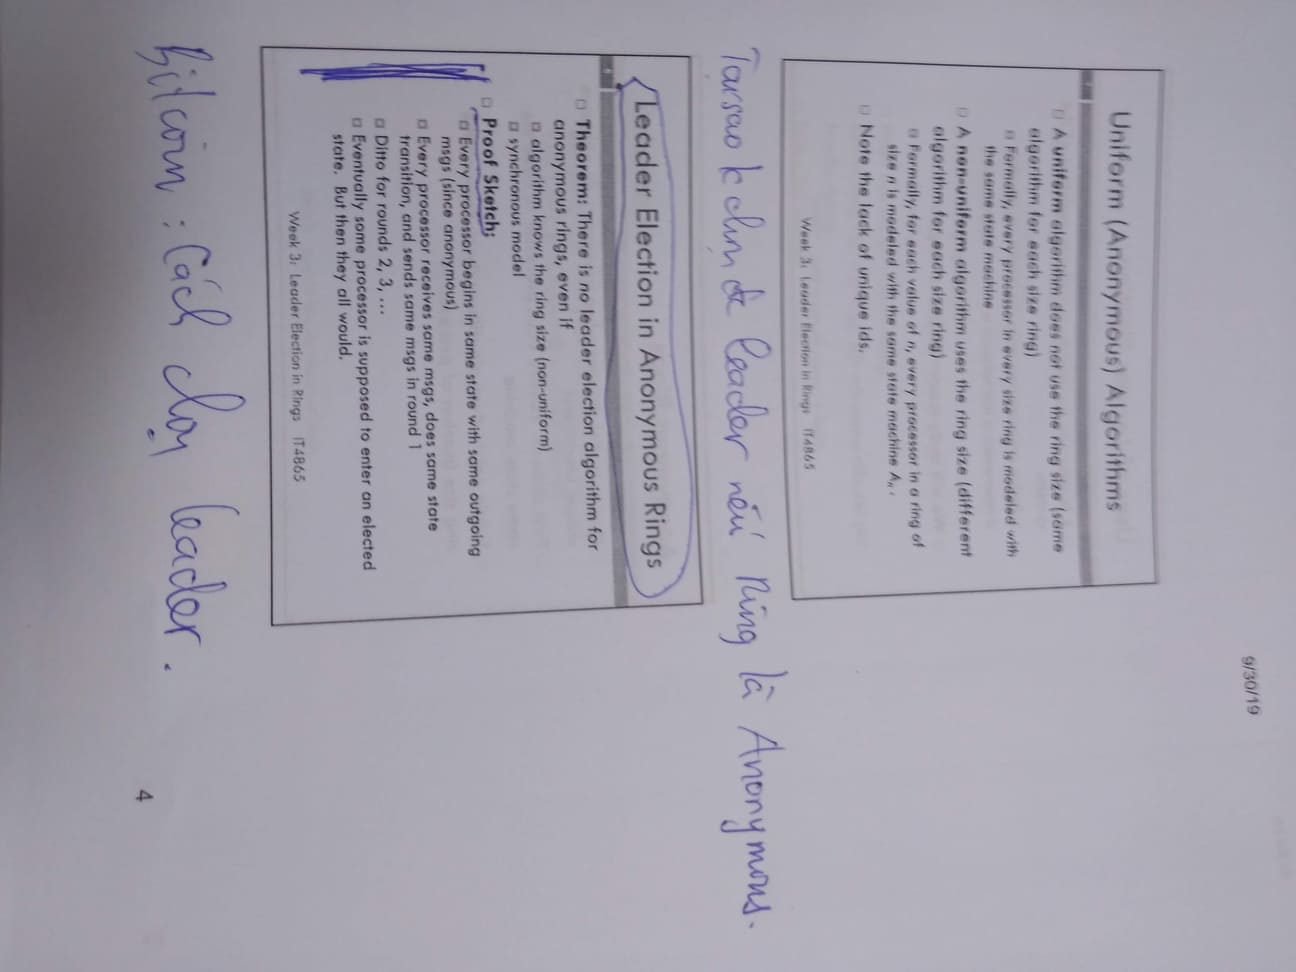 9/30/19
Uniform (Anonymous) Algorithms
A uniform algorithm does not use the ring size (same
algorithm for each size ring)
Formally, every processor in every size ring is modeled with
the same state machine
A non-uniform algorithm uses the ring size (different
algorithm for each size ring)
Formally, for each value of n, every processor in a ring of
size n is modeled with the same state machine Aₙ.
Note the lack of unique ids.
Week 3: Leader Election in Rings IT4865
Tại sao k chọn đc leader nếu ring là Anonymous.
Leader Election in Anonymous Rings
Theorem: There is no leader election algorithm for
anonymous rings, even if
algorithm knows the ring size (non-uniform)
synchronous model
Proof Sketch:
Every processor begins in same state with same outgoing
msgs (since anonymous)
Every processor receives same msgs, does same state
transition, and sends same msgs in round 1
Ditto for rounds 2, 3, ...
Eventually some processor is supposed to enter an elected
state. But then they all would.
Week 3: Leader Election in Rings IT4865
Bitcoin : Cách chọn leader.
4